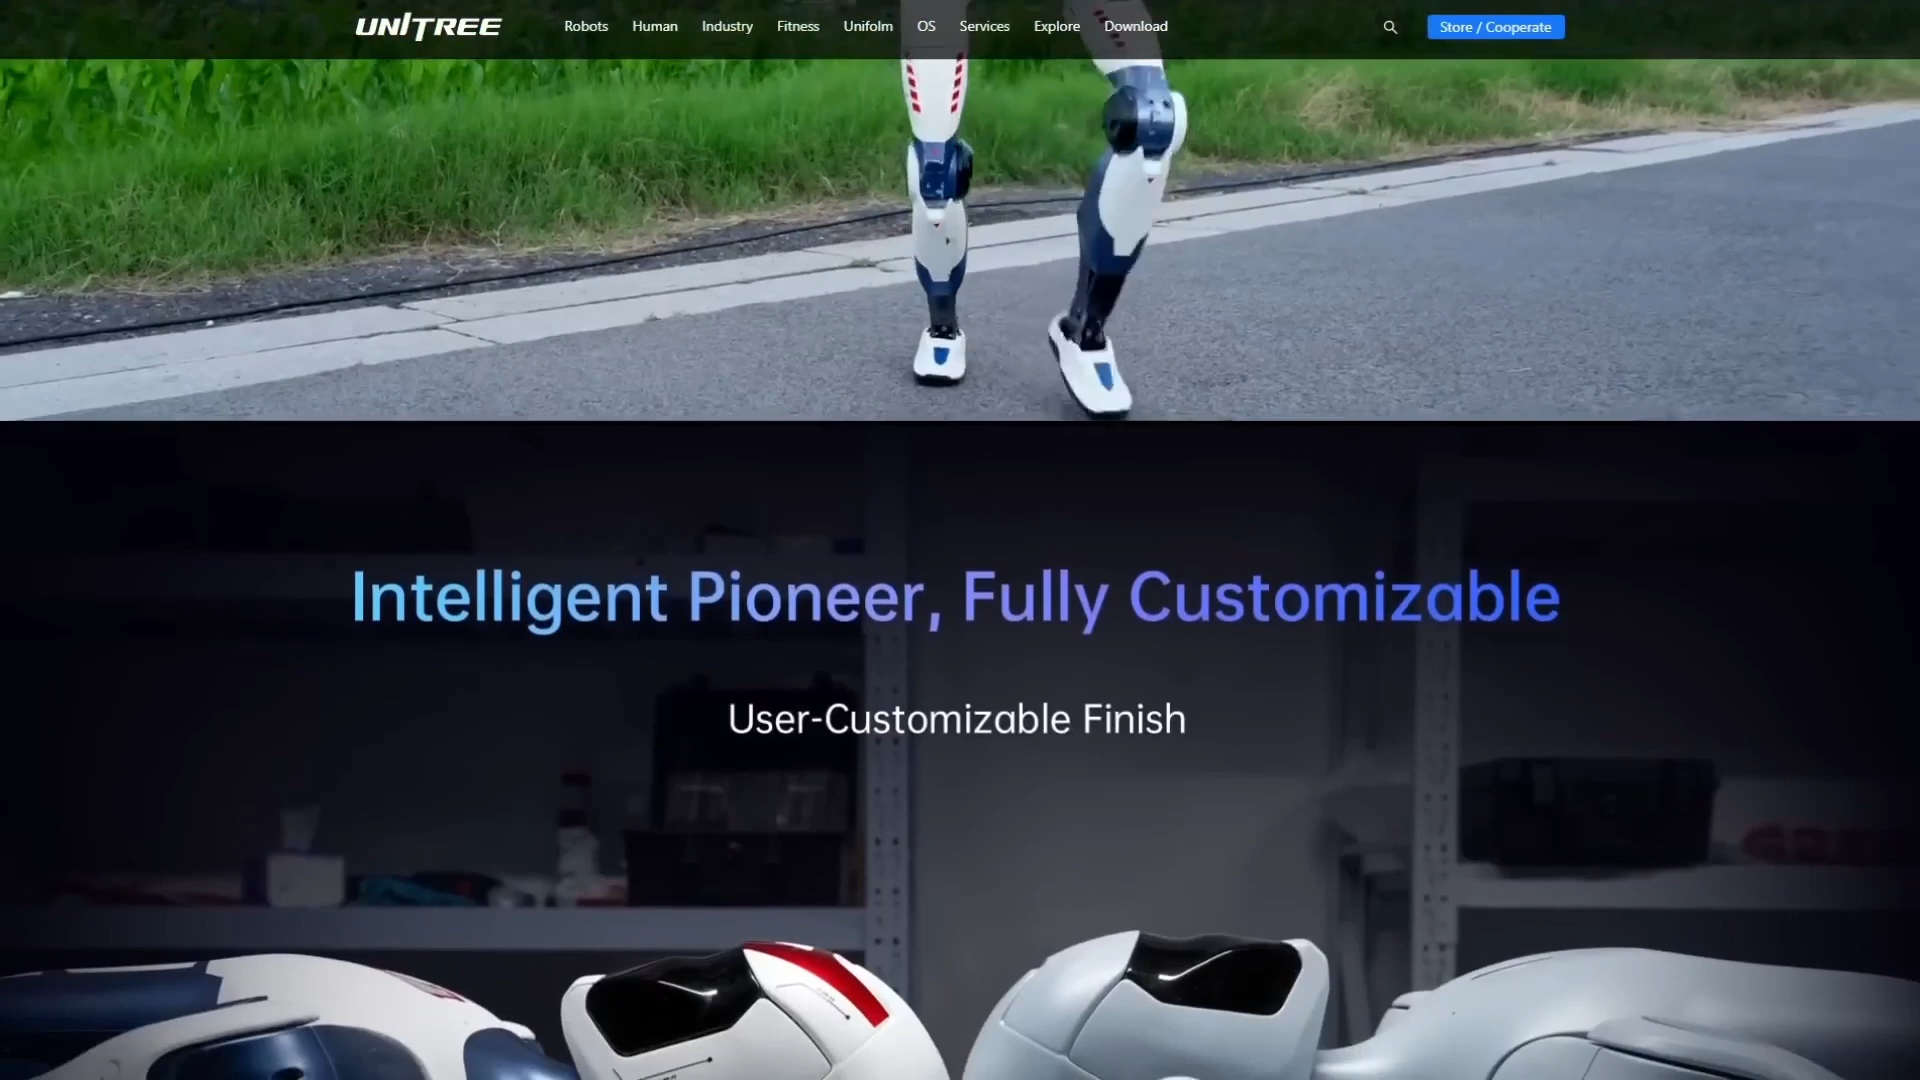 UNITREE
Robots Human Industry Fitness Unifolm OS Services Explore Download
Store / Cooperate
Intelligent Pioneer, Fully Customizable
User-Customizable Finish